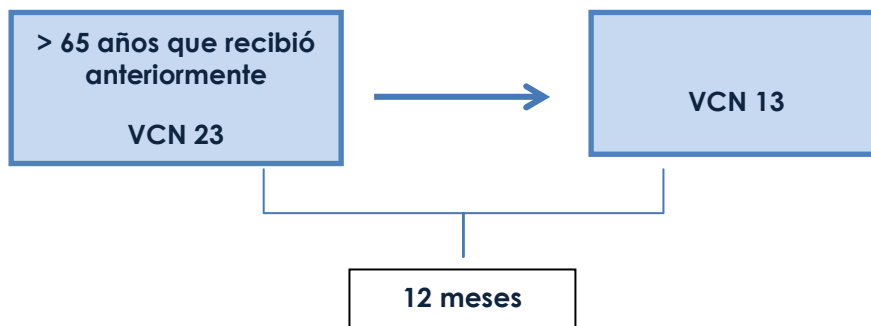 > 65 años que recibió
anteriormente
VCN 23
VCN 13
12 meses